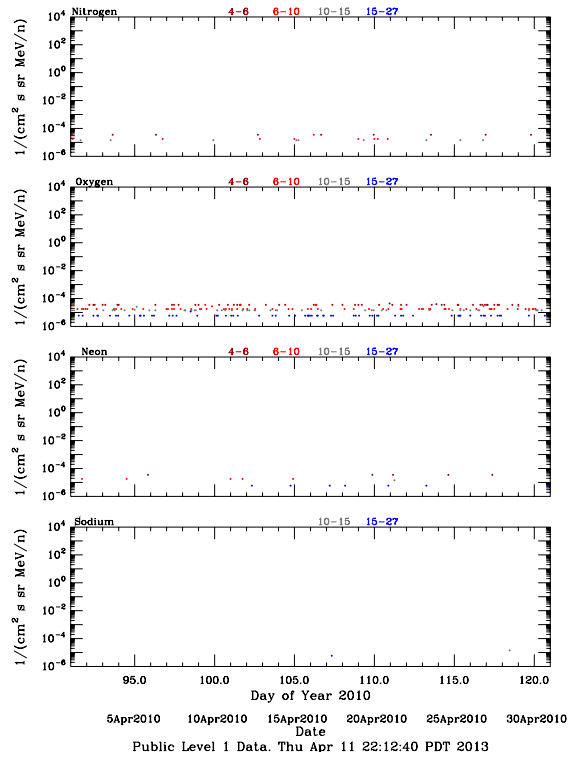 Nitrogen 4-6 6-10 10-15 15-27
10^4
10^2
10^0
10^-2
10^-4
10^-6
1/(cm^2 s sr MeV/n)
Oxygen 4-6 6-10 10-15 15-27
10^4
10^2
10^0
10^-2
10^-4
10^-6
1/(cm^2 s sr MeV/n)
Neon 4-6 6-10 10-15 15-27
10^4
10^2
10^0
10^-2
10^-4
10^-6
1/(cm^2 s sr MeV/n)
Sodium 10-15 15-27
10^4
10^2
10^0
10^-2
10^-4
10^-6
1/(cm^2 s sr MeV/n)
95.0 100.0 105.0 110.0 115.0 120.0
Day of Year 2010
5Apr2010 10Apr2010 15Apr2010 20Apr2010 25Apr2010 30Apr2010
Date
Public Level 1 Data. Thu Apr 11 22:12:40 PDT 2013